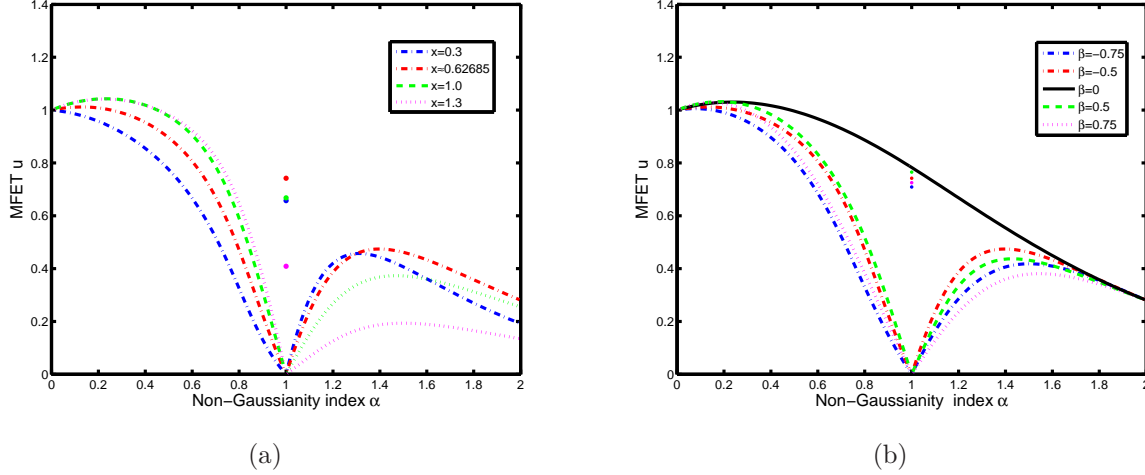 1.4
1.2
1
0.8
0.6
0.4
0.2
0
MFET u
x=0.3
x≈0.62685
x=1.0
x=1.3
0 0.2 0.4 0.6 0.8 1 1.2 1.4 1.6 1.8 2
Non−Gaussianity index α
(a)
1.4
1.2
1
0.8
0.6
0.4
0.2
0
MFET u
β=−0.75
β=−0.5
β=0
β=0.5
β=0.75
0 0.2 0.4 0.6 0.8 1 1.2 1.4 1.6 1.8 2
Non−Gaussianity index α
(b)